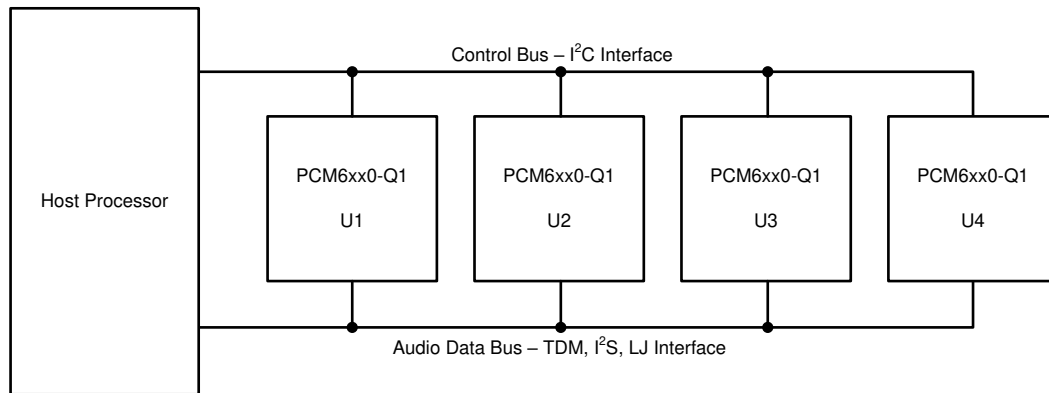 Control Bus – I²C Interface
Host Processor
PCM6xx0-Q1
U1
PCM6xx0-Q1
U2
PCM6xx0-Q1
U3
PCM6xx0-Q1
U4
Audio Data Bus – TDM, I²S, LJ Interface